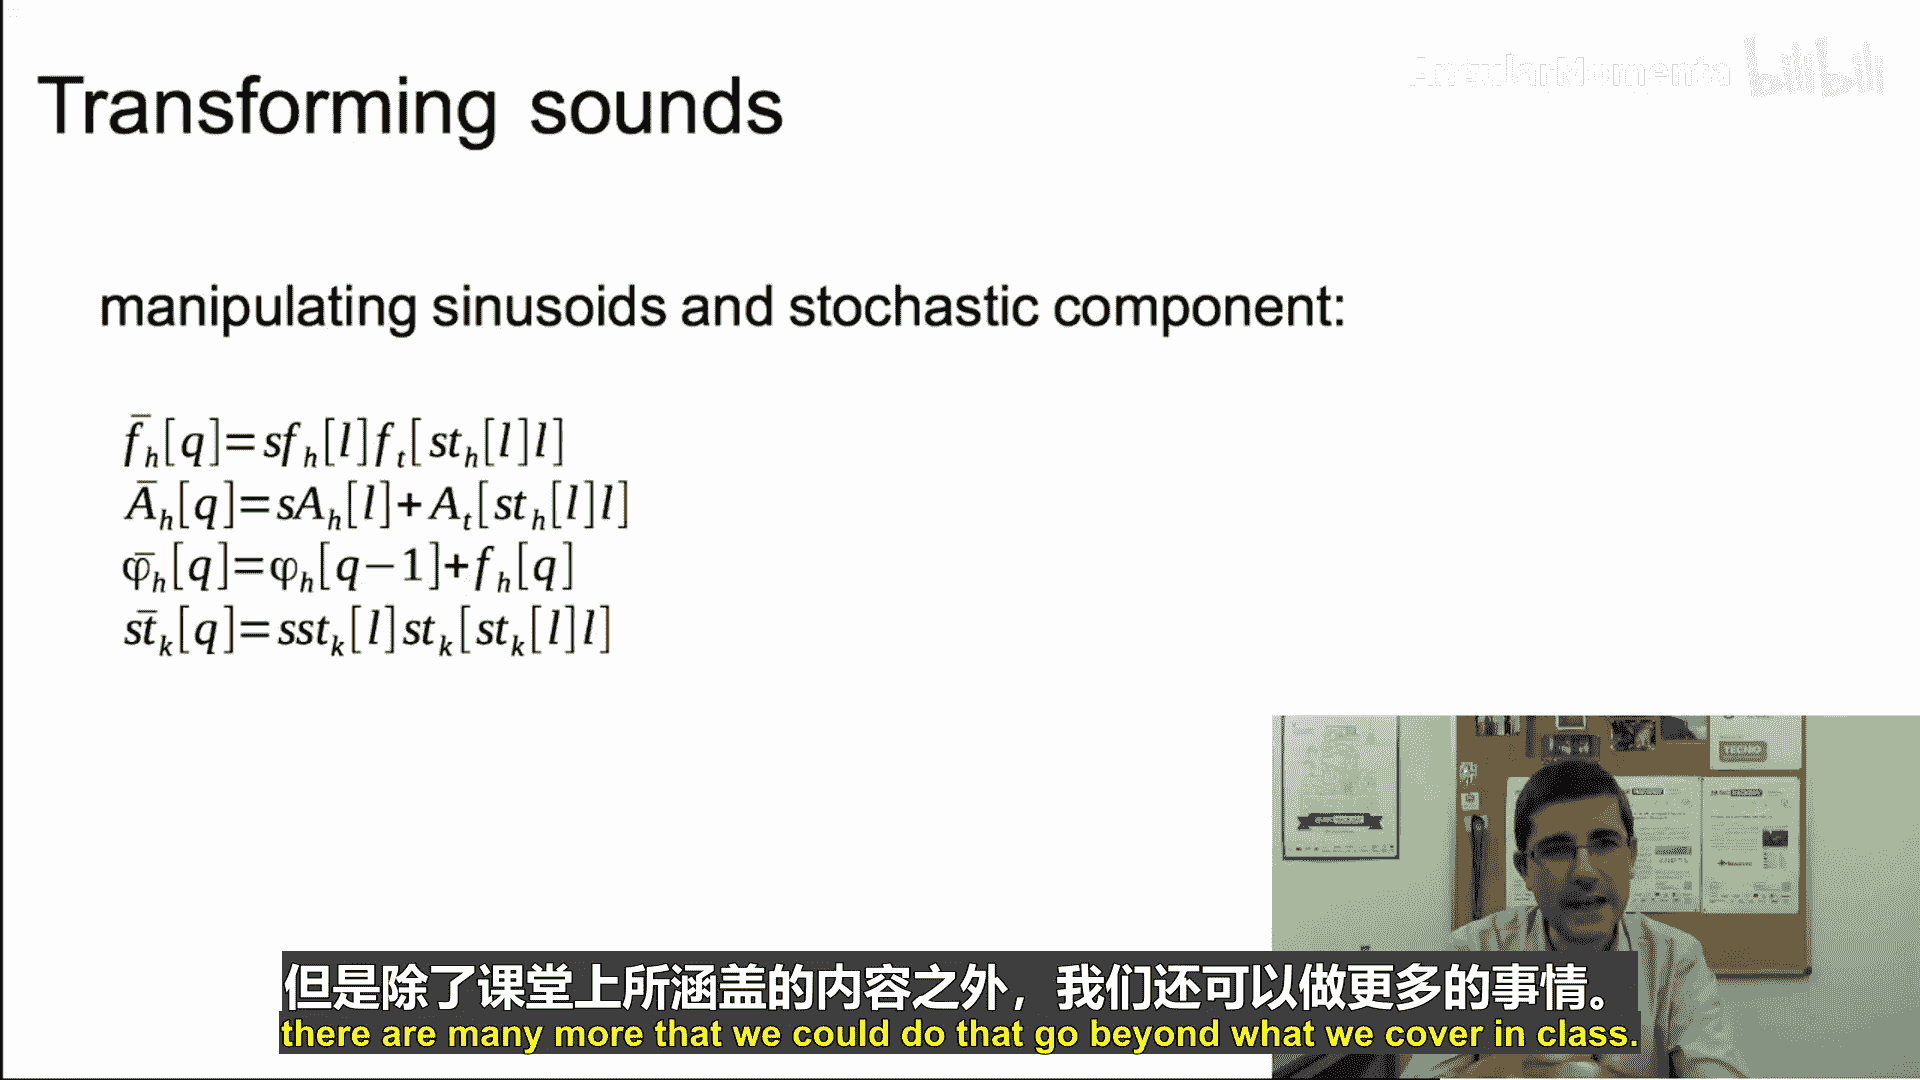 Transforming sounds
AngularMomenta bilibili
manipulating sinusoids and stochastic component:
f̄ₕ[q]=sfₕ[l]fₜ[stₕ[l]l]
Āₕ[q]=sAₕ[l]+Aₜ[stₕ[l]l]
φ̄ₕ[q]=φₕ[q−1]+fₕ[q]
st̄ₖ[q]=sstₖ[l]stₖ[stₖ[l]l]
TECNIO
但是除了课堂上所涵盖的内容之外，我们还可以做更多的事情。
there are many more that we could do that go beyond what we cover in class.